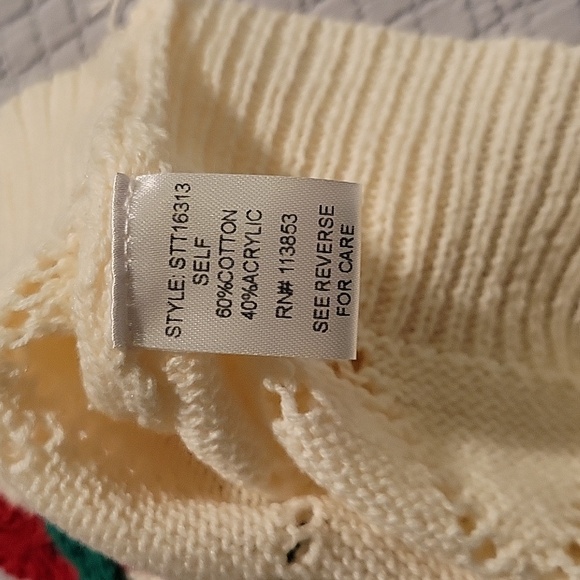 STYLE: STT16313
SELF
60%COTTON
40%ACRYLIC
RN# 113853
SEE REVERSE
FOR CARE